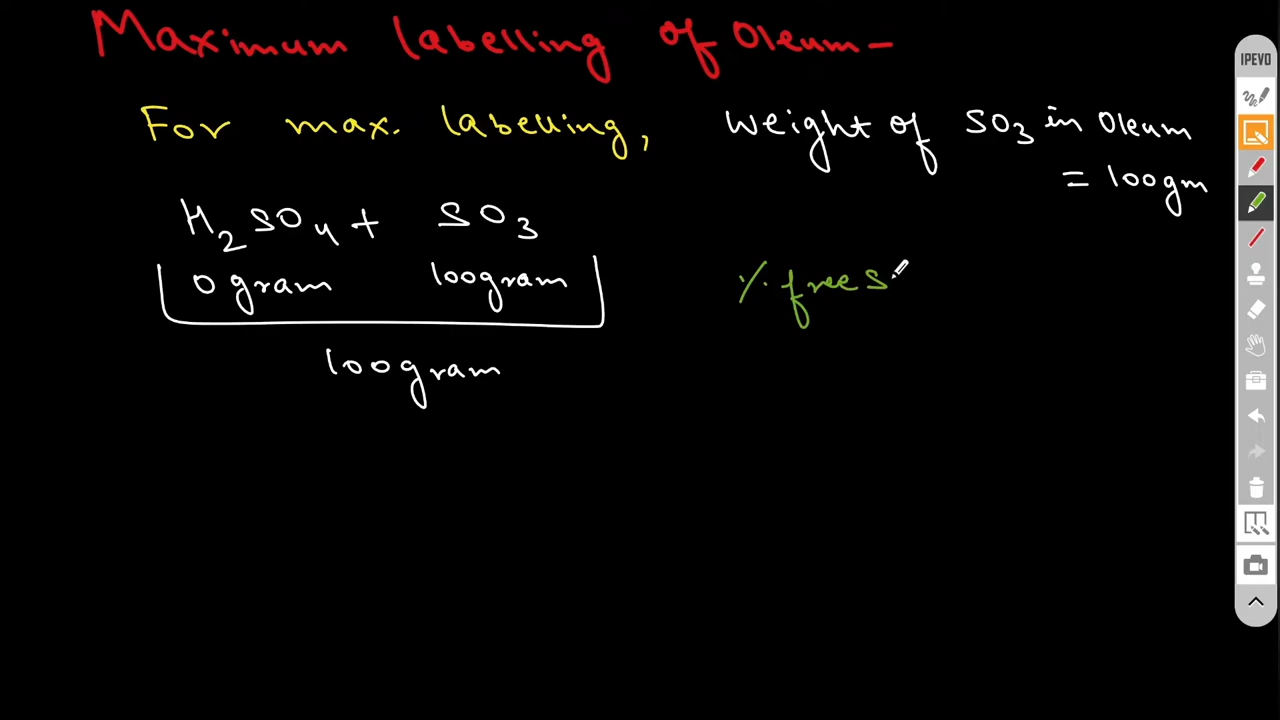 Maximum labelling of Oleum-
For max. labelling, Weight of SO3 in Oleum
= 100gm
H2SO4 + SO3
0 gram 100gram
% free S
100gram
IPEVO